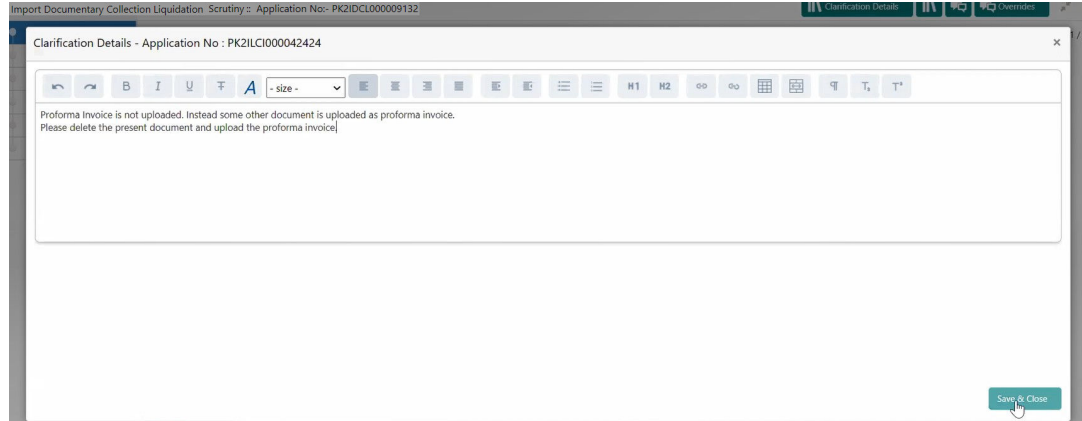 Import Documentary Collection Liquidation Scrutiny :: Application No:- PK2IDCL000009132
Clarification Details
Overrides
1 /
Clarification Details - Application No : PK2ILCI000042424
×
B I U T A - size - H1 H2 ¶ T₊ T⁺
Proforma Invoice is not uploaded. Instead some other document is uploaded as proforma invoice.
Please delete the present document and upload the proforma invoice.
Save & Close